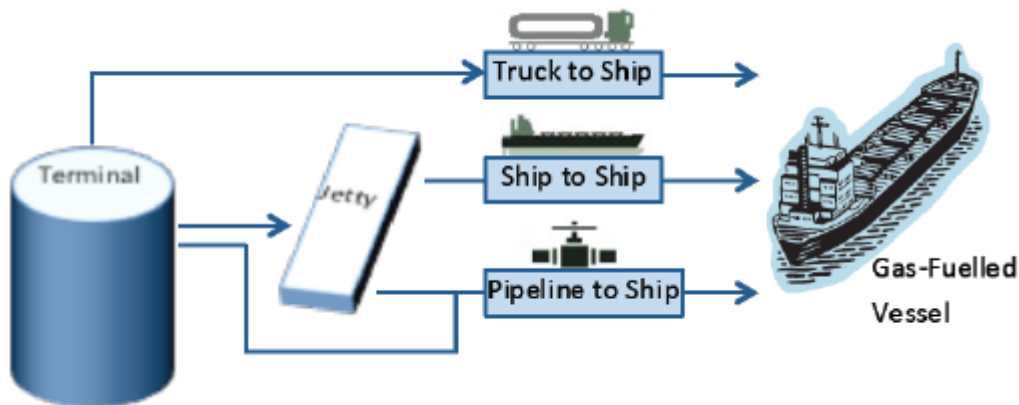 Truck to Ship
Terminal
Jetty
Ship to Ship
Pipeline to Ship
Gas-Fuelled
Vessel